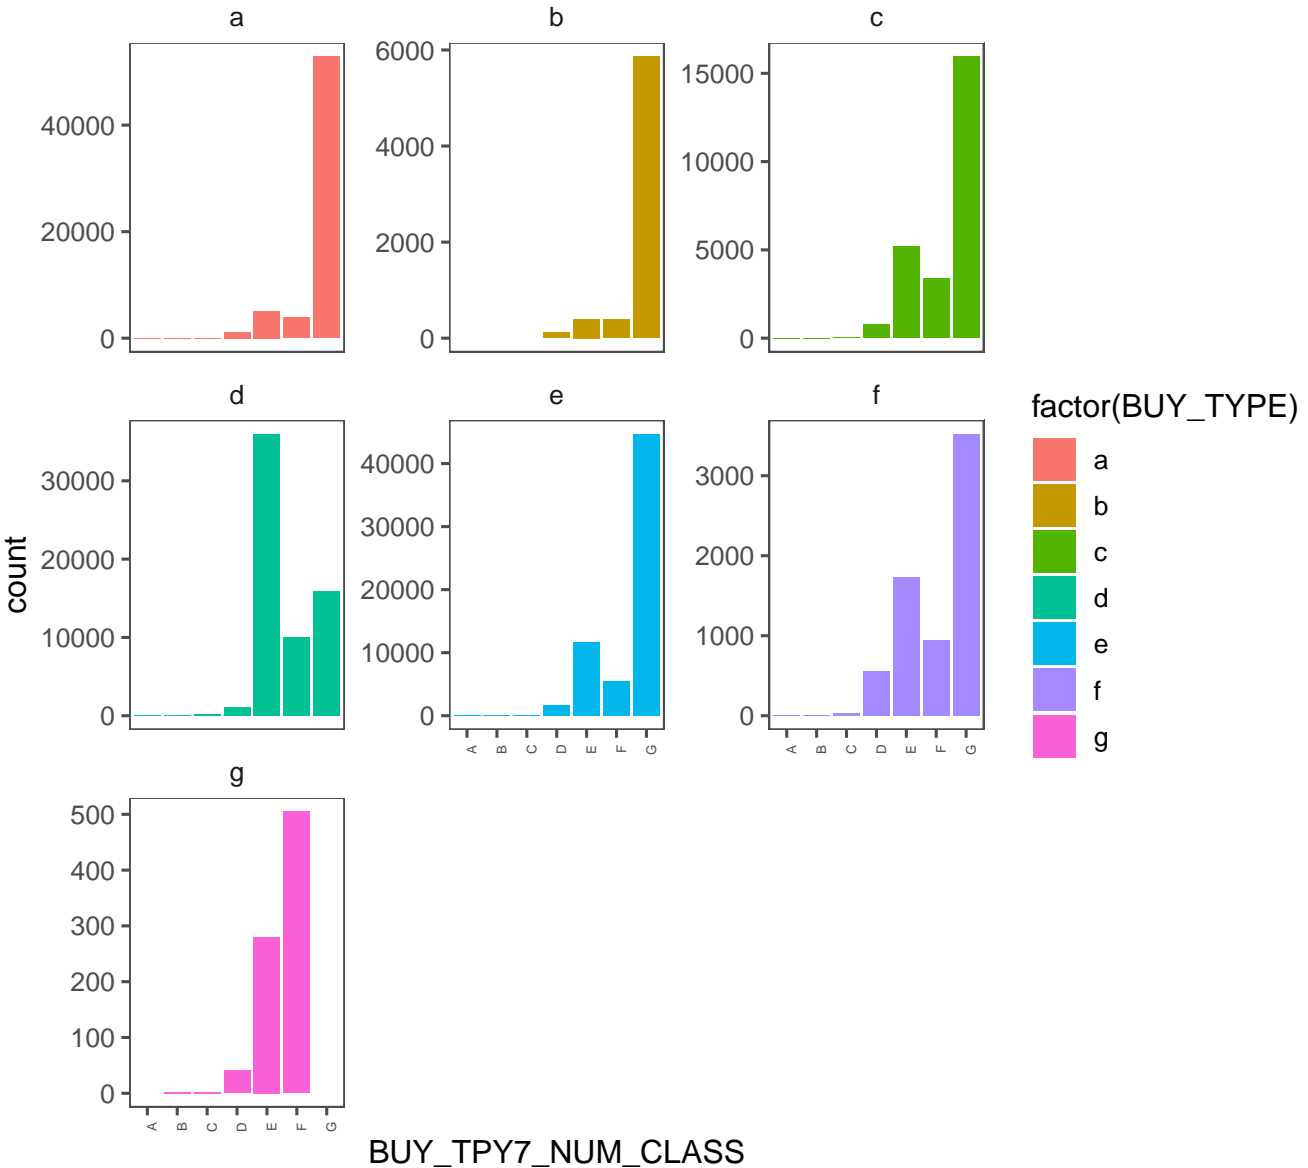 a b c
40000
20000
0
6000
4000
2000
0
15000
10000
5000
0
d e f
30000
20000
10000
0
40000
30000
20000
10000
0
A B C D E F G
3000
2000
1000
0
A B C D E F G
g
500
400
300
200
100
0
A B C D E F G
count
BUY_TPY7_NUM_CLASS
factor(BUY_TYPE)
a
b
c
d
e
f
g